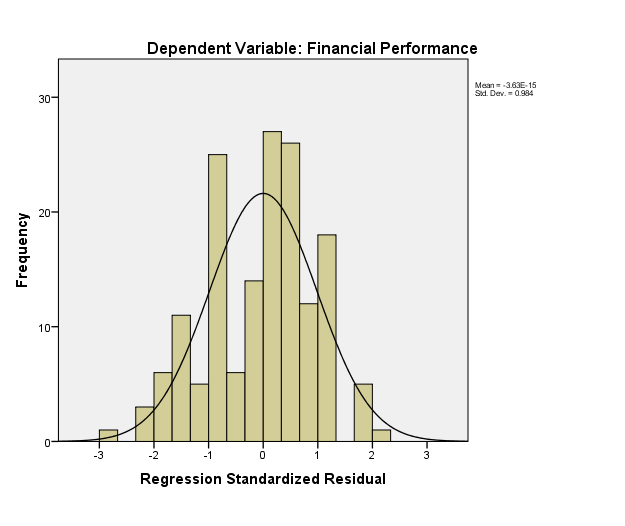 Dependent Variable: Financial Performance
Mean = -3.63E-15
Std. Dev. = 0.984
30
20
10
0
Frequency
-3 -2 -1 0 1 2 3
Regression Standardized Residual